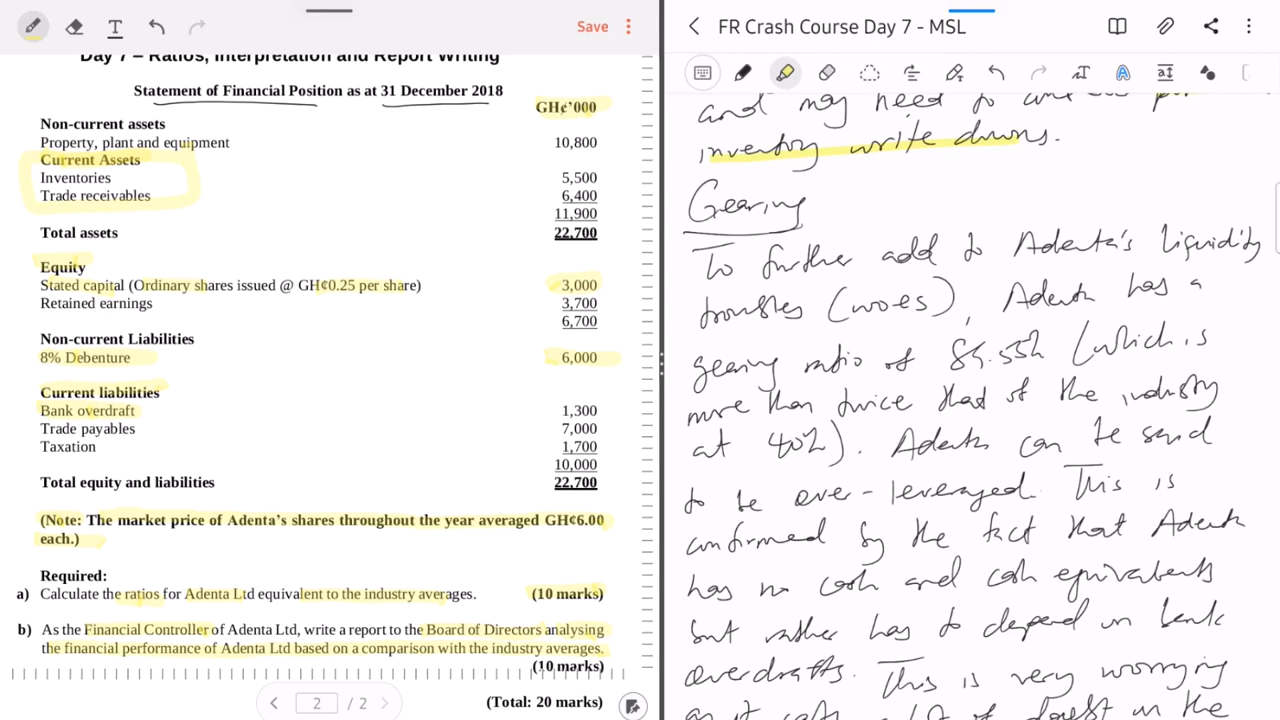 Save
Day 7 – Ratios, Interpretation and Report Writing
Statement of Financial Position as at 31 December 2018
GH¢'000
Non-current assets
Property, plant and equipment 10,800
Current Assets
Inventories 5,500
Trade receivables 6,400
11,900
Total assets 22,700
Equity
Stated capital (Ordinary shares issued @ GH¢0.25 per share) 3,000
Retained earnings 3,700
6,700
Non-current Liabilities
8% Debenture 6,000
Current liabilities
Bank overdraft 1,300
Trade payables 7,000
Taxation 1,700
10,000
Total equity and liabilities 22,700
(Note: The market price of Adenta's shares throughout the year averaged GH¢6.00
each.)
Required:
a) Calculate the ratios for Adenta Ltd equivalent to the industry averages. (10 marks)
b) As the Financial Controller of Adenta Ltd, write a report to the Board of Directors analysing
the financial performance of Adenta Ltd based on a comparison with the industry averages.
(10 marks)
(Total: 20 marks)
2 / 2
FR Crash Course Day 7 - MSL
and may need to
inventory write downs.
Gearing
To further add to Adenta's liquidity
troubles (woes), Adenta has a
gearing ratio of 89.55% (which is
more than twice that of the industry
at 40%). Adenta can be said
to be over-leveraged. This is
confirmed by the fact that Adenta
has no cash and cash equivalents
but rather has to depend on bank
overdrafts. This is very worrying
as it of in the